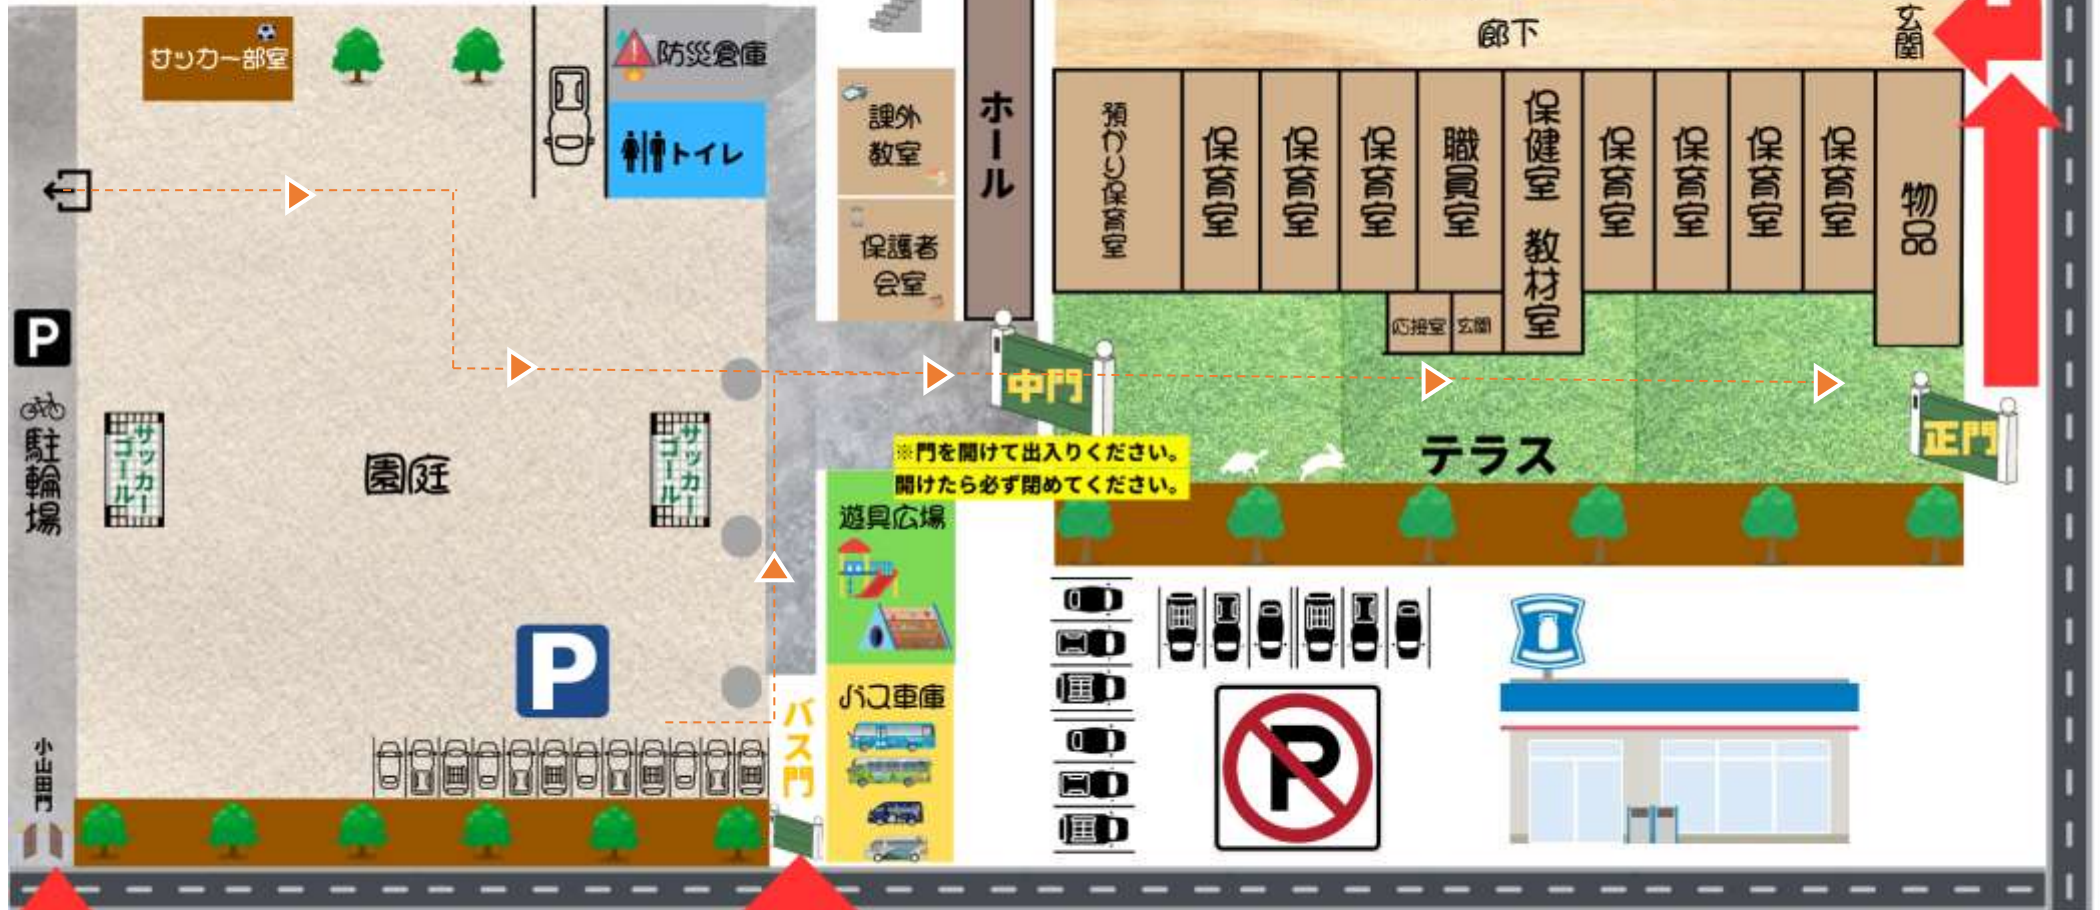 サッカー部室
防災倉庫
トイレ
課外
教室
保護者
会室
ホール
廊下
玄関
預かり保育室
保育室
保育室
保育室
職員室
保健室 教材室
保育室
保育室
保育室
保育室
物品
応接室
玄関
P
駐輪場
サッカー
ゴール
園庭
サッカー
ゴール
中門
正門
※門を開けて出入りください。
開けたら必ず閉めてください。
テラス
遊具広場
P
バス門
バス車庫
P
小山田門